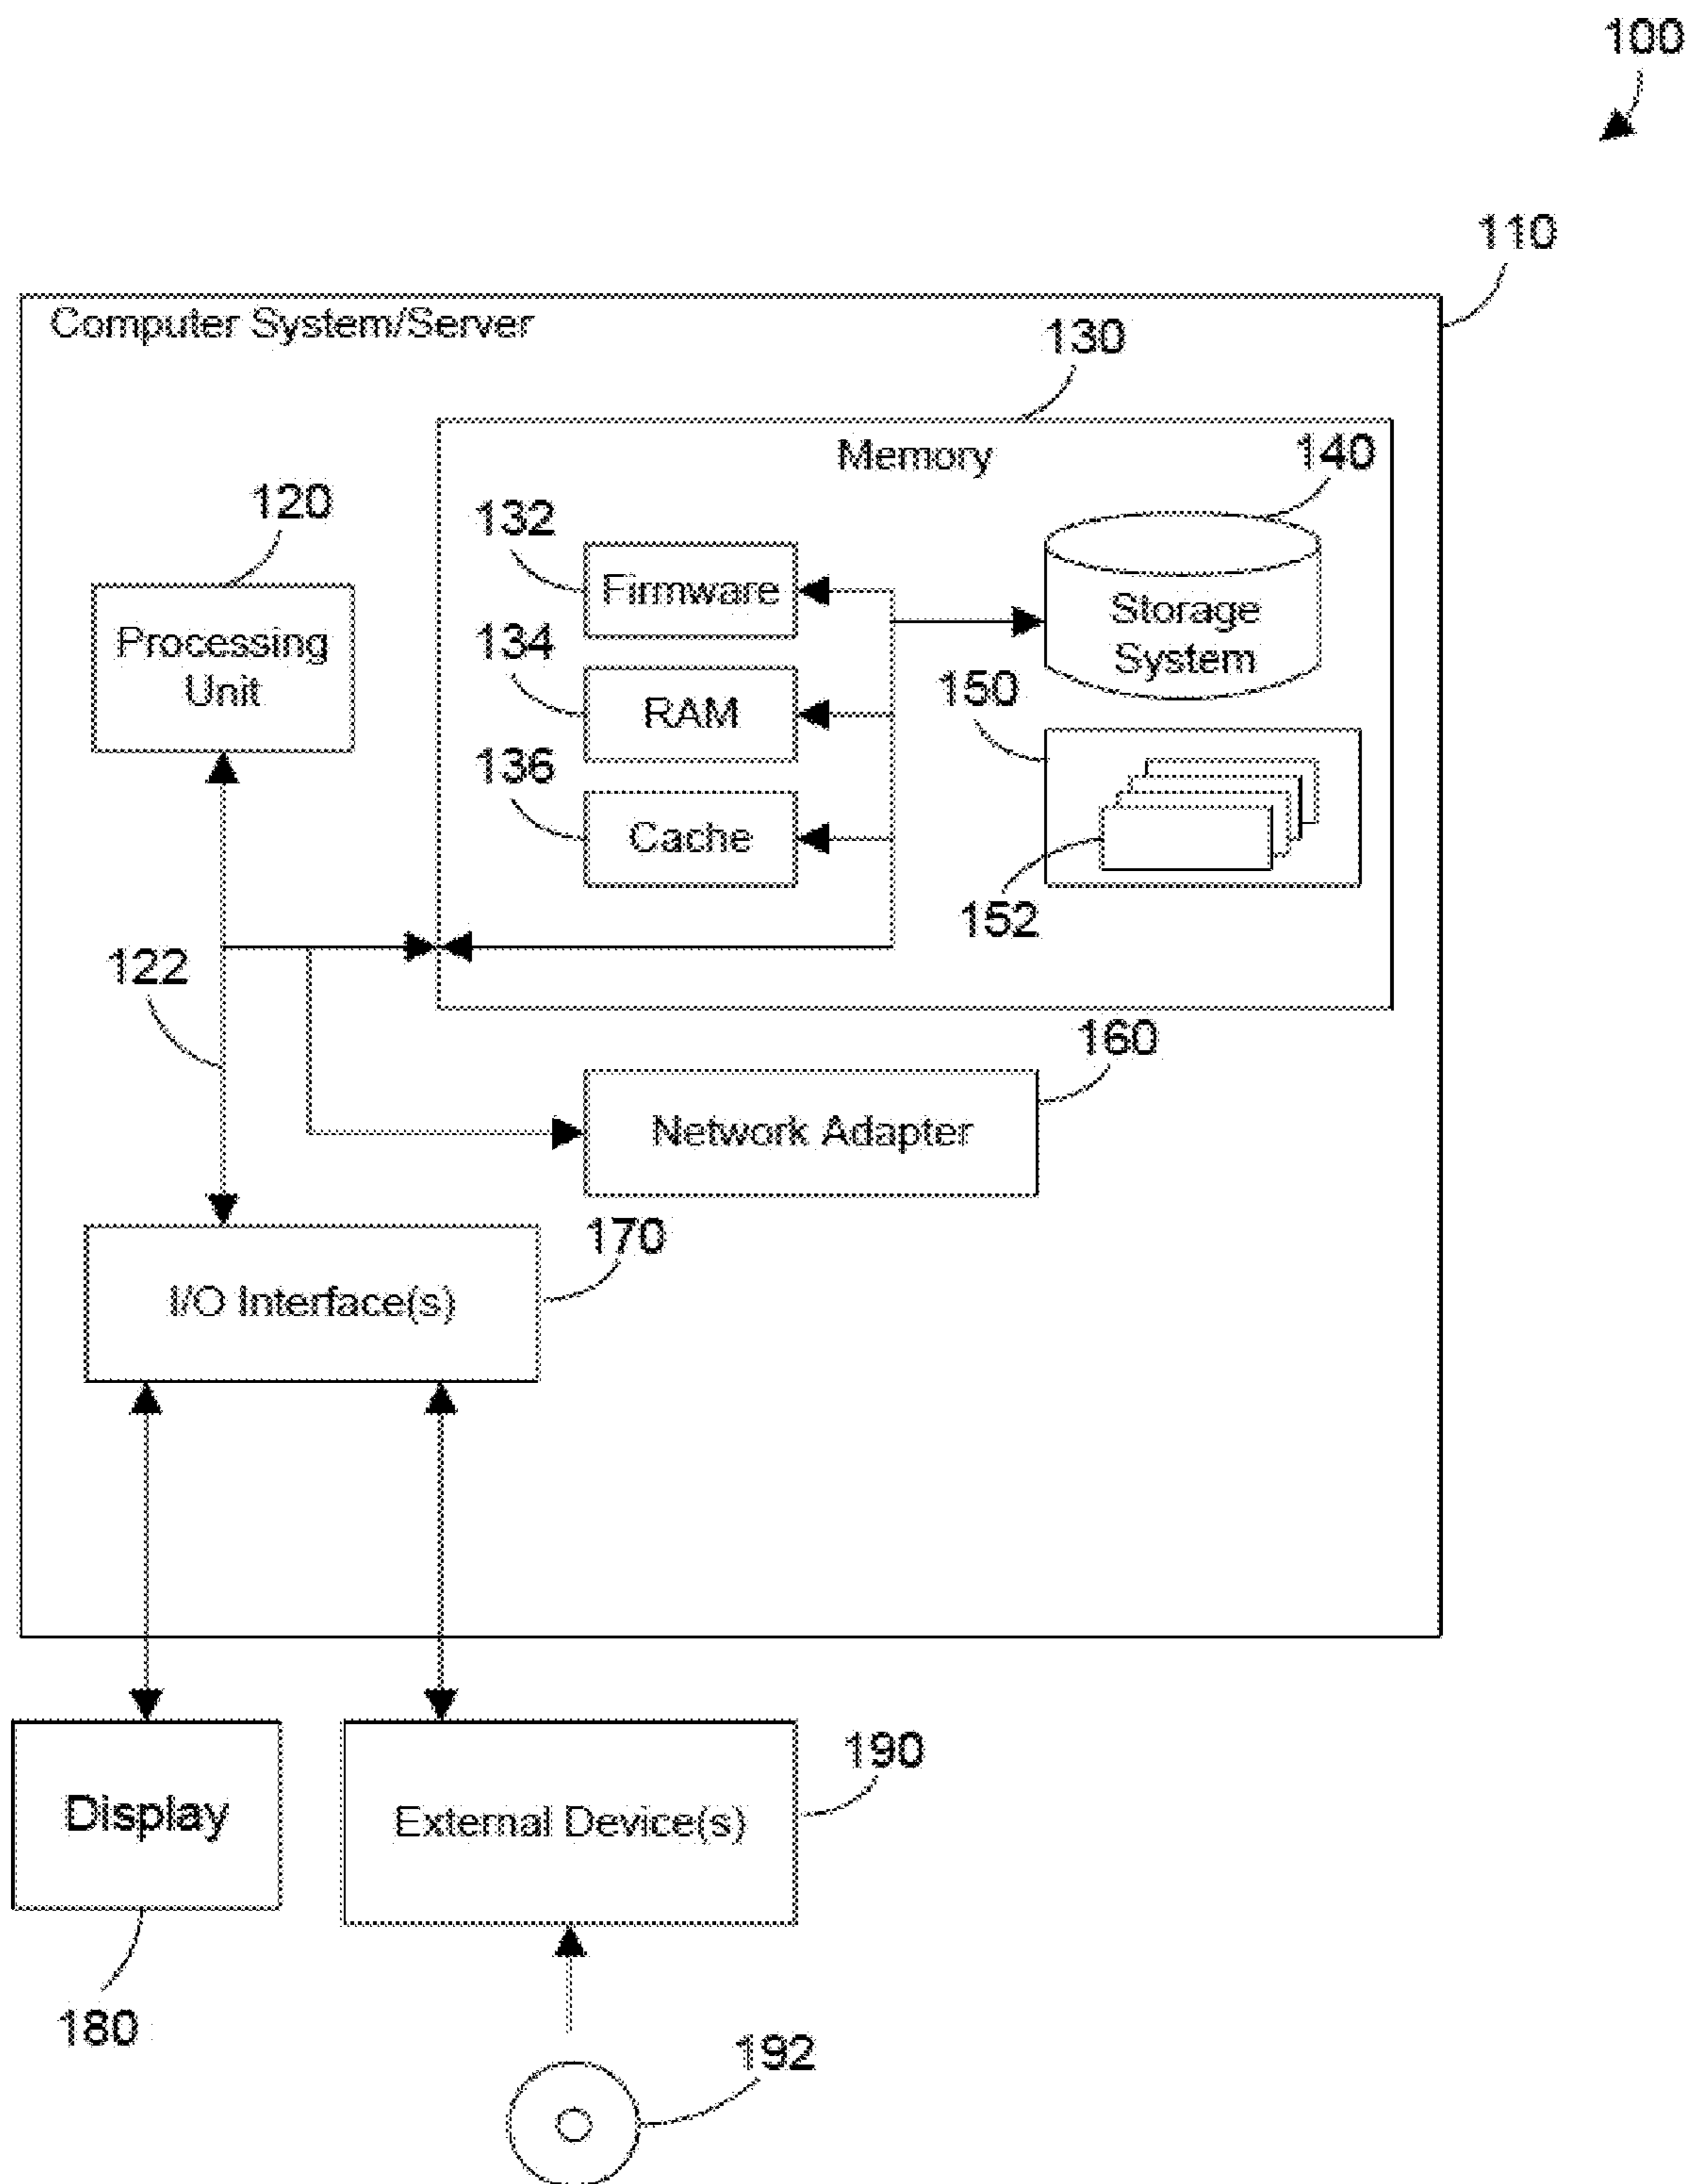 100
110
Computer System/Server
130
Memory
140
120
132
Firmware
Processing
Unit
134
Storage
System
RAM
150
136
Cache
152
122
160
Network Adapter
170
I/O Interface(s)
190
Display
External Device(s)
180
192